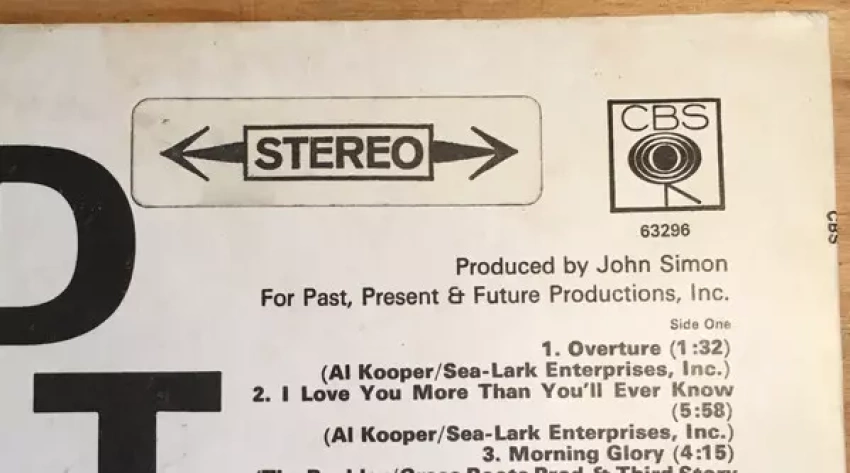 D
T
STEREO
CBS
63296
CBS
Produced by John Simon
For Past, Present & Future Productions, Inc.
Side One
1. Overture (1:32)
(Al Kooper/Sea-Lark Enterprises, Inc.)
2. I Love You More Than You'll Ever Know
(5:58)
(Al Kooper/Sea-Lark Enterprises, Inc.)
3. Morning Glory (4:15)